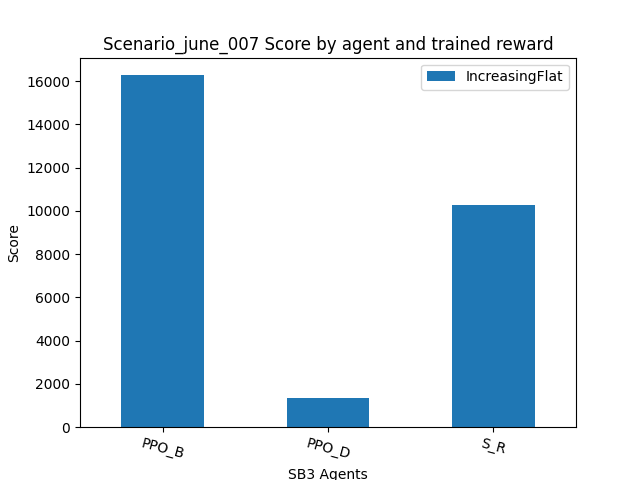 Scenario_june_007 Score by agent and trained reward
IncreasingFlat
16000
14000
12000
10000
8000
6000
4000
2000
0
Score
PPO_B
PPO_D
S_R
SB3 Agents